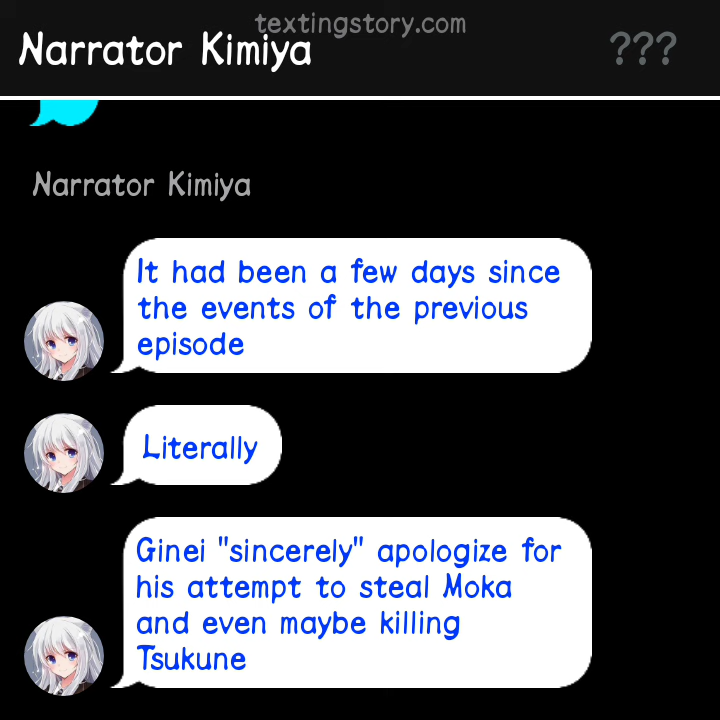 textingstory.com
Narrator Kimiya
???
Narrator Kimiya
It had been a few days since
the events of the previous
episode
Literally
Ginei "sincerely" apologize for
his attempt to steal Moka
and even maybe killing
Tsukune